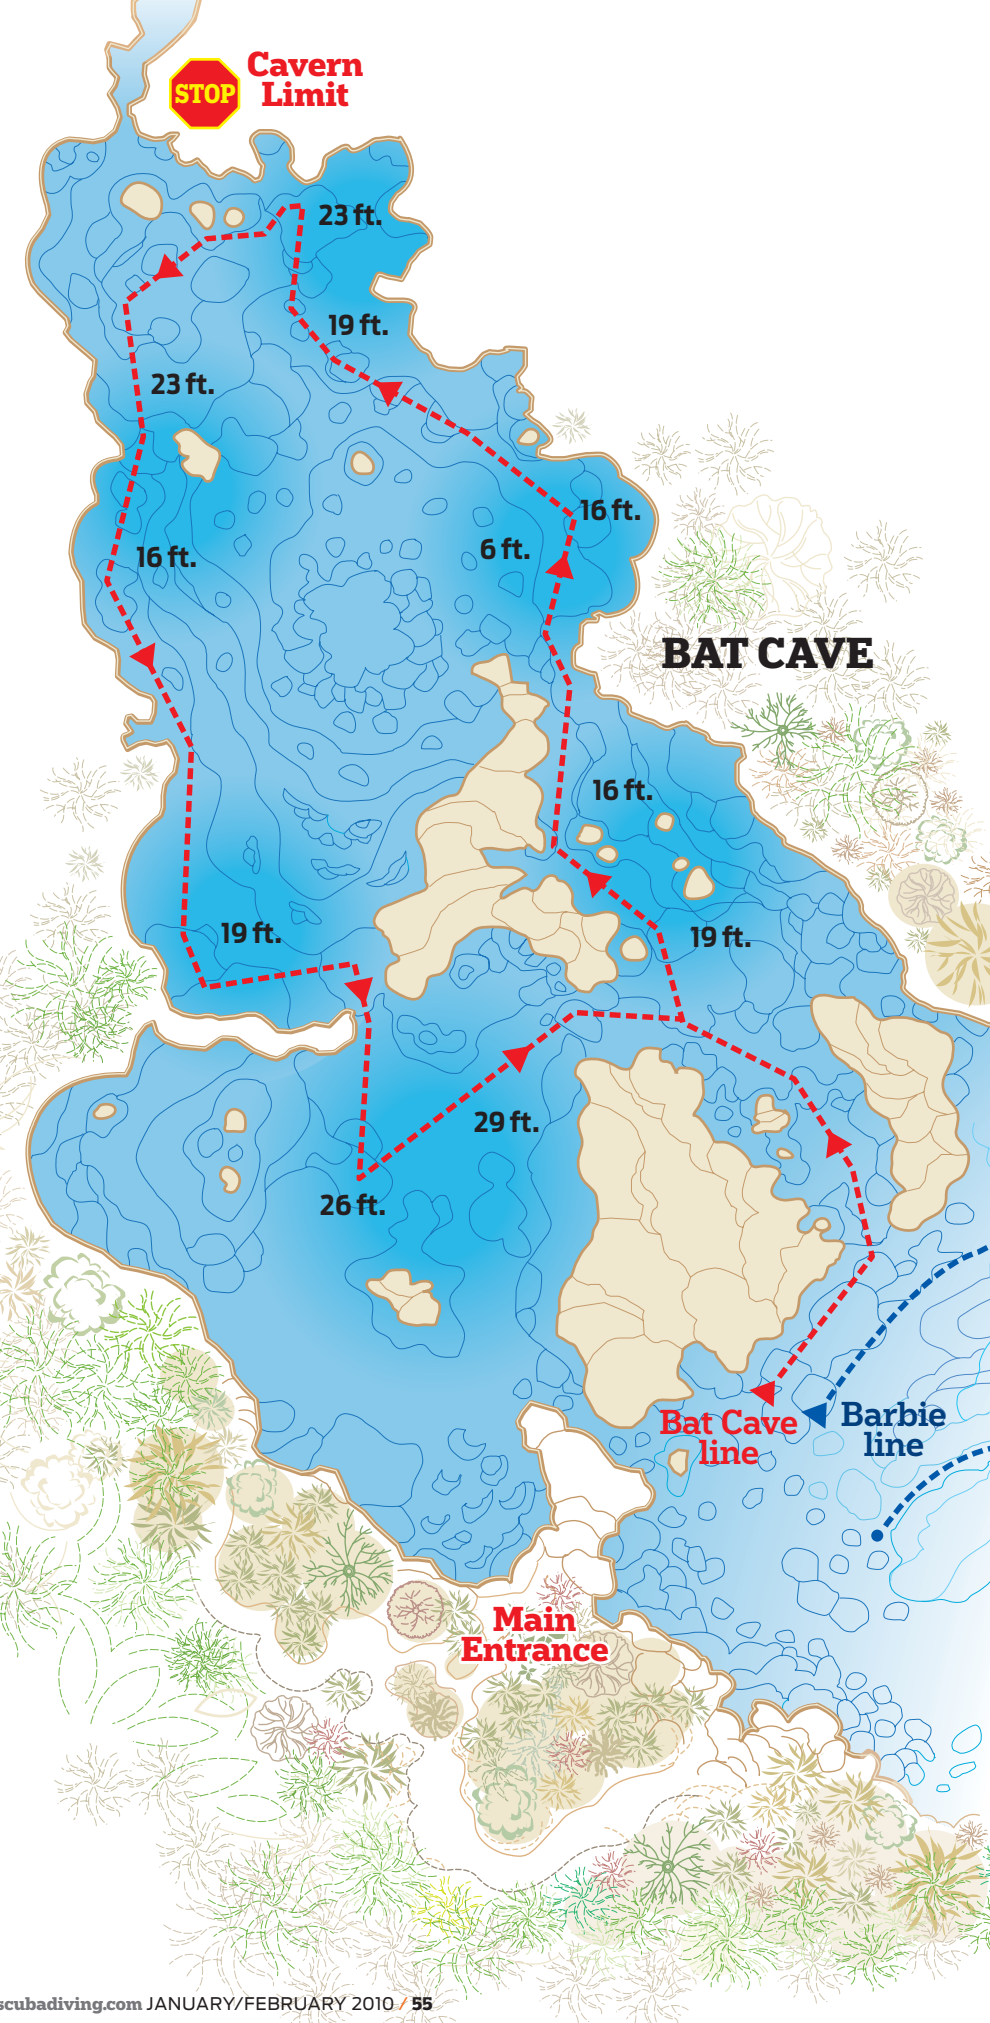 STOP
Cavern
Limit
23 ft.
19 ft.
23 ft.
16 ft.
6 ft.
16 ft.
BAT CAVE
16 ft.
19 ft.
19 ft.
29 ft.
26 ft.
Bat Cave
line
Barbie
line
Main
Entrance
scubadiving.com JANUARY/FEBRUARY 2010 / 55